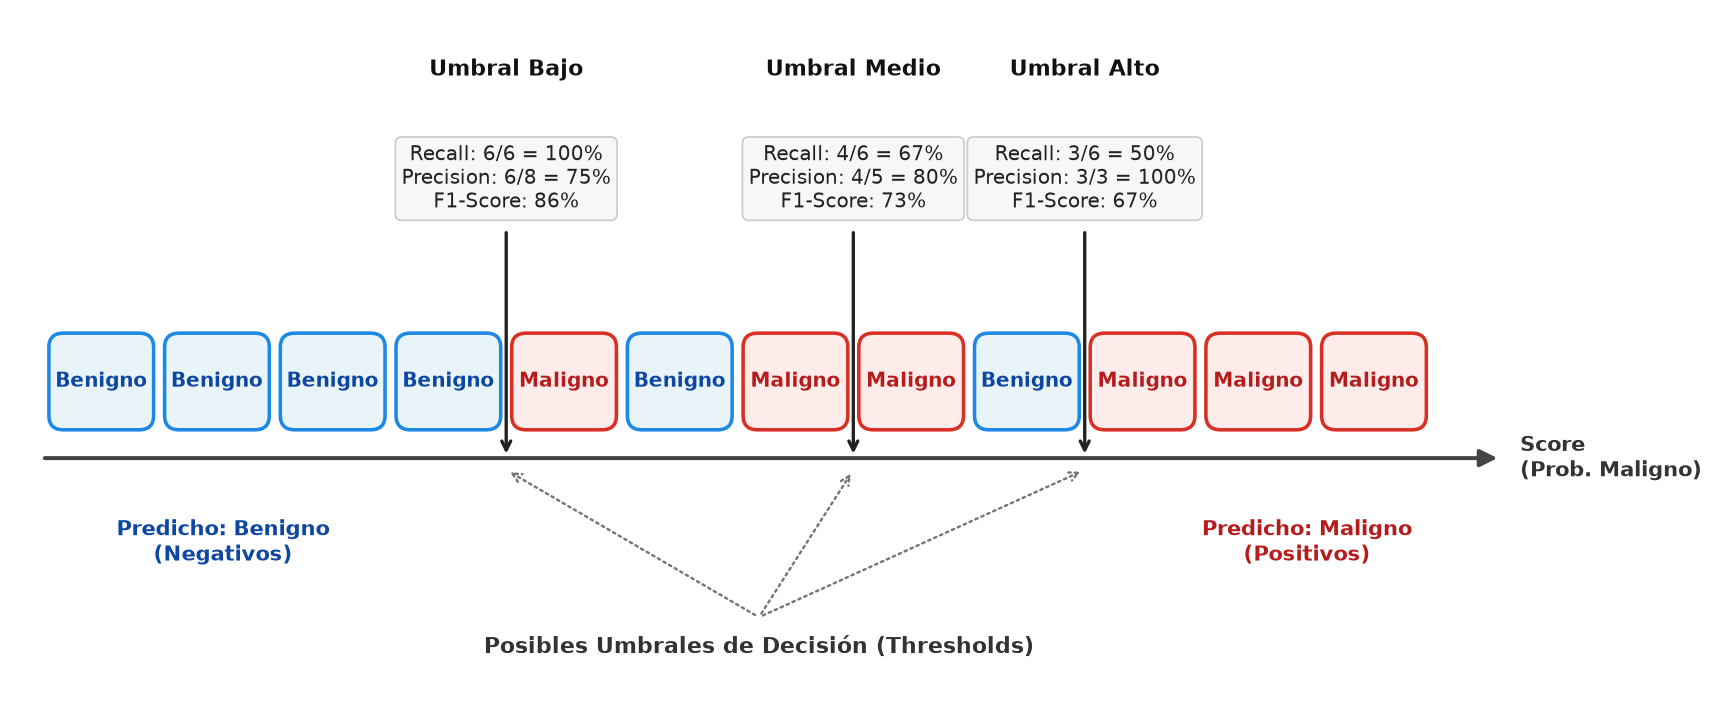 Umbral Bajo
Umbral Medio
Umbral Alto
Recall: 6/6 = 100%
Precision: 6/8 = 75%
F1-Score: 86%
Recall: 4/6 = 67%
Precision: 4/5 = 80%
F1-Score: 73%
Recall: 3/6 = 50%
Precision: 3/3 = 100%
F1-Score: 67%
Benigno
Benigno
Benigno
Benigno
Maligno
Benigno
Maligno
Maligno
Benigno
Maligno
Maligno
Maligno
Score
(Prob. Maligno)
Predicho: Benigno
(Negativos)
Predicho: Maligno
(Positivos)
Posibles Umbrales de Decisión (Thresholds)